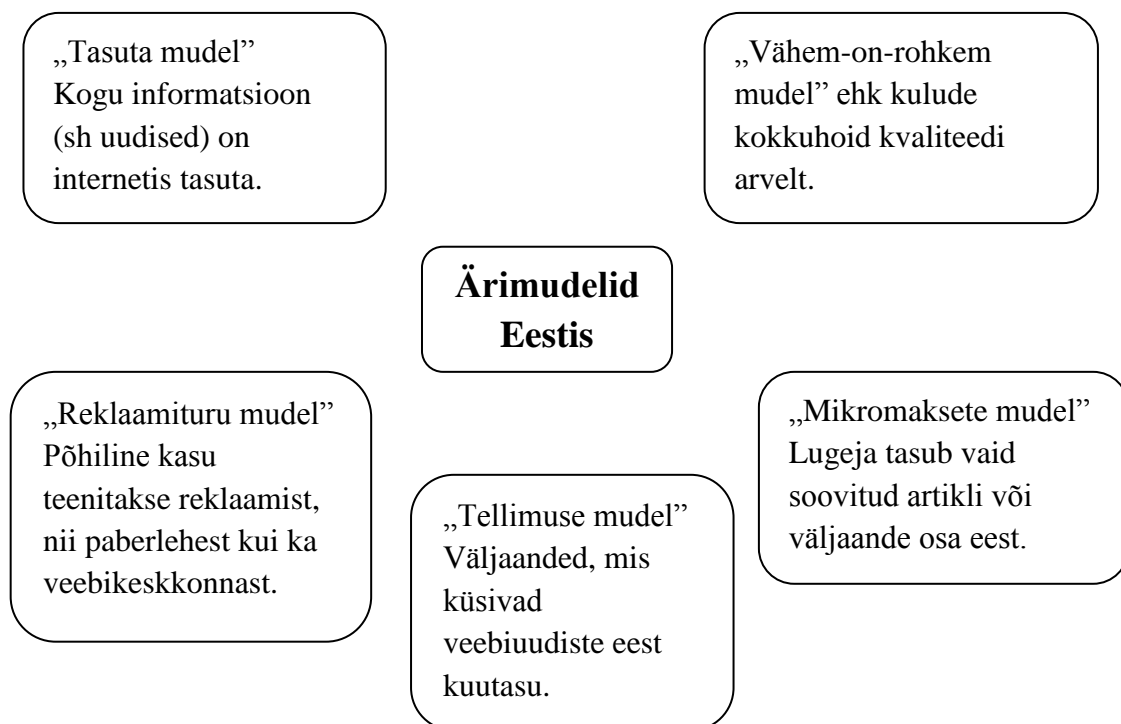 „Tasuta mudel”
Kogu informatsioon
(sh uudised) on
internetis tasuta.
„Vähem-on-rohkem
mudel” ehk kulude
kokkuhoid kvaliteedi
arvelt.
Ärimudelid
Eestis
„Reklaamituru mudel”
Põhiline kasu
teenitakse reklaamist,
nii paberlehest kui ka
veebikeskkonnast.
„Tellimuse mudel”
Väljaanded, mis
küsivad
veebiuudiste eest
kuutasu.
„Mikromaksete mudel”
Lugeja tasub vaid
soovitud artikli või
väljaande osa eest.